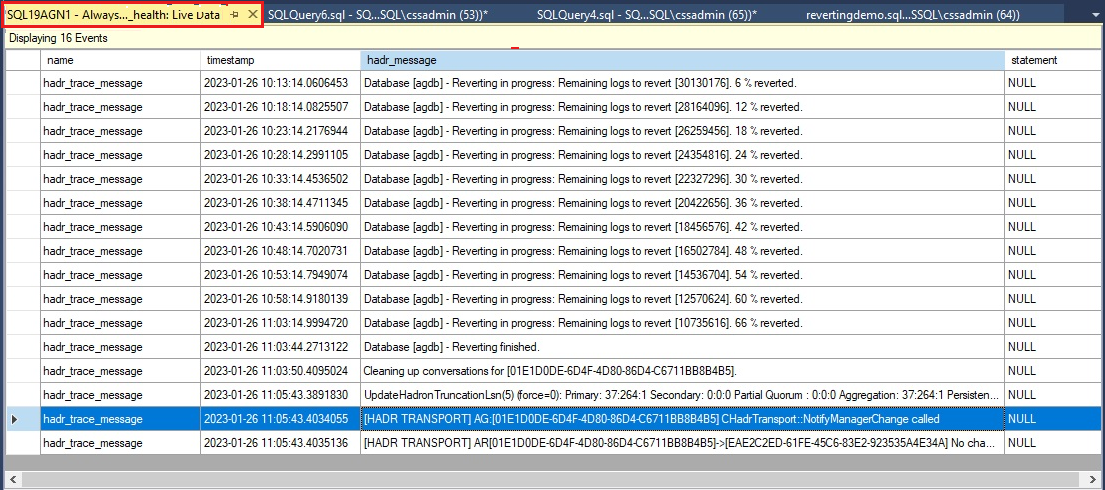 SQL19AGN1 - Always..._health: Live Data SQLQuery6.sql - SQ...SQL\cssadmin (53))* SQLQuery4.sql - SQ...SSQL\cssadmin (65))* revertingdemo.sql...SSQL\cssadmin (64))
Displaying 16 Events
name timestamp hadr_message statement
hadr_trace_message 2023-01-26 10:13:14.0606453 Database [agdb] - Reverting in progress: Remaining logs to revert [30130176]. 6 % reverted. NULL
hadr_trace_message 2023-01-26 10:18:14.0825507 Database [agdb] - Reverting in progress: Remaining logs to revert [28164096]. 12 % reverted. NULL
hadr_trace_message 2023-01-26 10:23:14.2176944 Database [agdb] - Reverting in progress: Remaining logs to revert [26259456]. 18 % reverted. NULL
hadr_trace_message 2023-01-26 10:28:14.2991105 Database [agdb] - Reverting in progress: Remaining logs to revert [24354816]. 24 % reverted. NULL
hadr_trace_message 2023-01-26 10:33:14.4536502 Database [agdb] - Reverting in progress: Remaining logs to revert [22327296]. 30 % reverted. NULL
hadr_trace_message 2023-01-26 10:38:14.4711345 Database [agdb] - Reverting in progress: Remaining logs to revert [20422656]. 36 % reverted. NULL
hadr_trace_message 2023-01-26 10:43:14.5906090 Database [agdb] - Reverting in progress: Remaining logs to revert [18456576]. 42 % reverted. NULL
hadr_trace_message 2023-01-26 10:48:14.7020731 Database [agdb] - Reverting in progress: Remaining logs to revert [16502784]. 48 % reverted. NULL
hadr_trace_message 2023-01-26 10:53:14.7949074 Database [agdb] - Reverting in progress: Remaining logs to revert [14536704]. 54 % reverted. NULL
hadr_trace_message 2023-01-26 10:58:14.9180139 Database [agdb] - Reverting in progress: Remaining logs to revert [12570624]. 60 % reverted. NULL
hadr_trace_message 2023-01-26 11:03:14.9994720 Database [agdb] - Reverting in progress: Remaining logs to revert [10735616]. 66 % reverted. NULL
hadr_trace_message 2023-01-26 11:03:44.2713122 Database [agdb] - Reverting finished. NULL
hadr_trace_message 2023-01-26 11:03:50.4095024 Cleaning up conversations for [01E1D0DE-6D4F-4D80-86D4-C6711BB8B4B5]. NULL
hadr_trace_message 2023-01-26 11:05:43.3891830 UpdateHadronTruncationLsn(5) (force=0): Primary: 37:264:1 Secondary: 0:0:0 Partial Quorum : 0:0:0 Aggregation: 37:264:1 Persisten... NULL
hadr_trace_message 2023-01-26 11:05:43.4034055 [HADR TRANSPORT] AG:[01E1D0DE-6D4F-4D80-86D4-C6711BB8B4B5] CHadrTransport::NotifyManagerChange called NULL
hadr_trace_message 2023-01-26 11:05:43.4035136 [HADR TRANSPORT] AR[01E1D0DE-6D4F-4D80-86D4-C6711BB8B4B5]->[EAE2C2ED-61FE-45C6-83E2-923535A4E34A] No cha... NULL